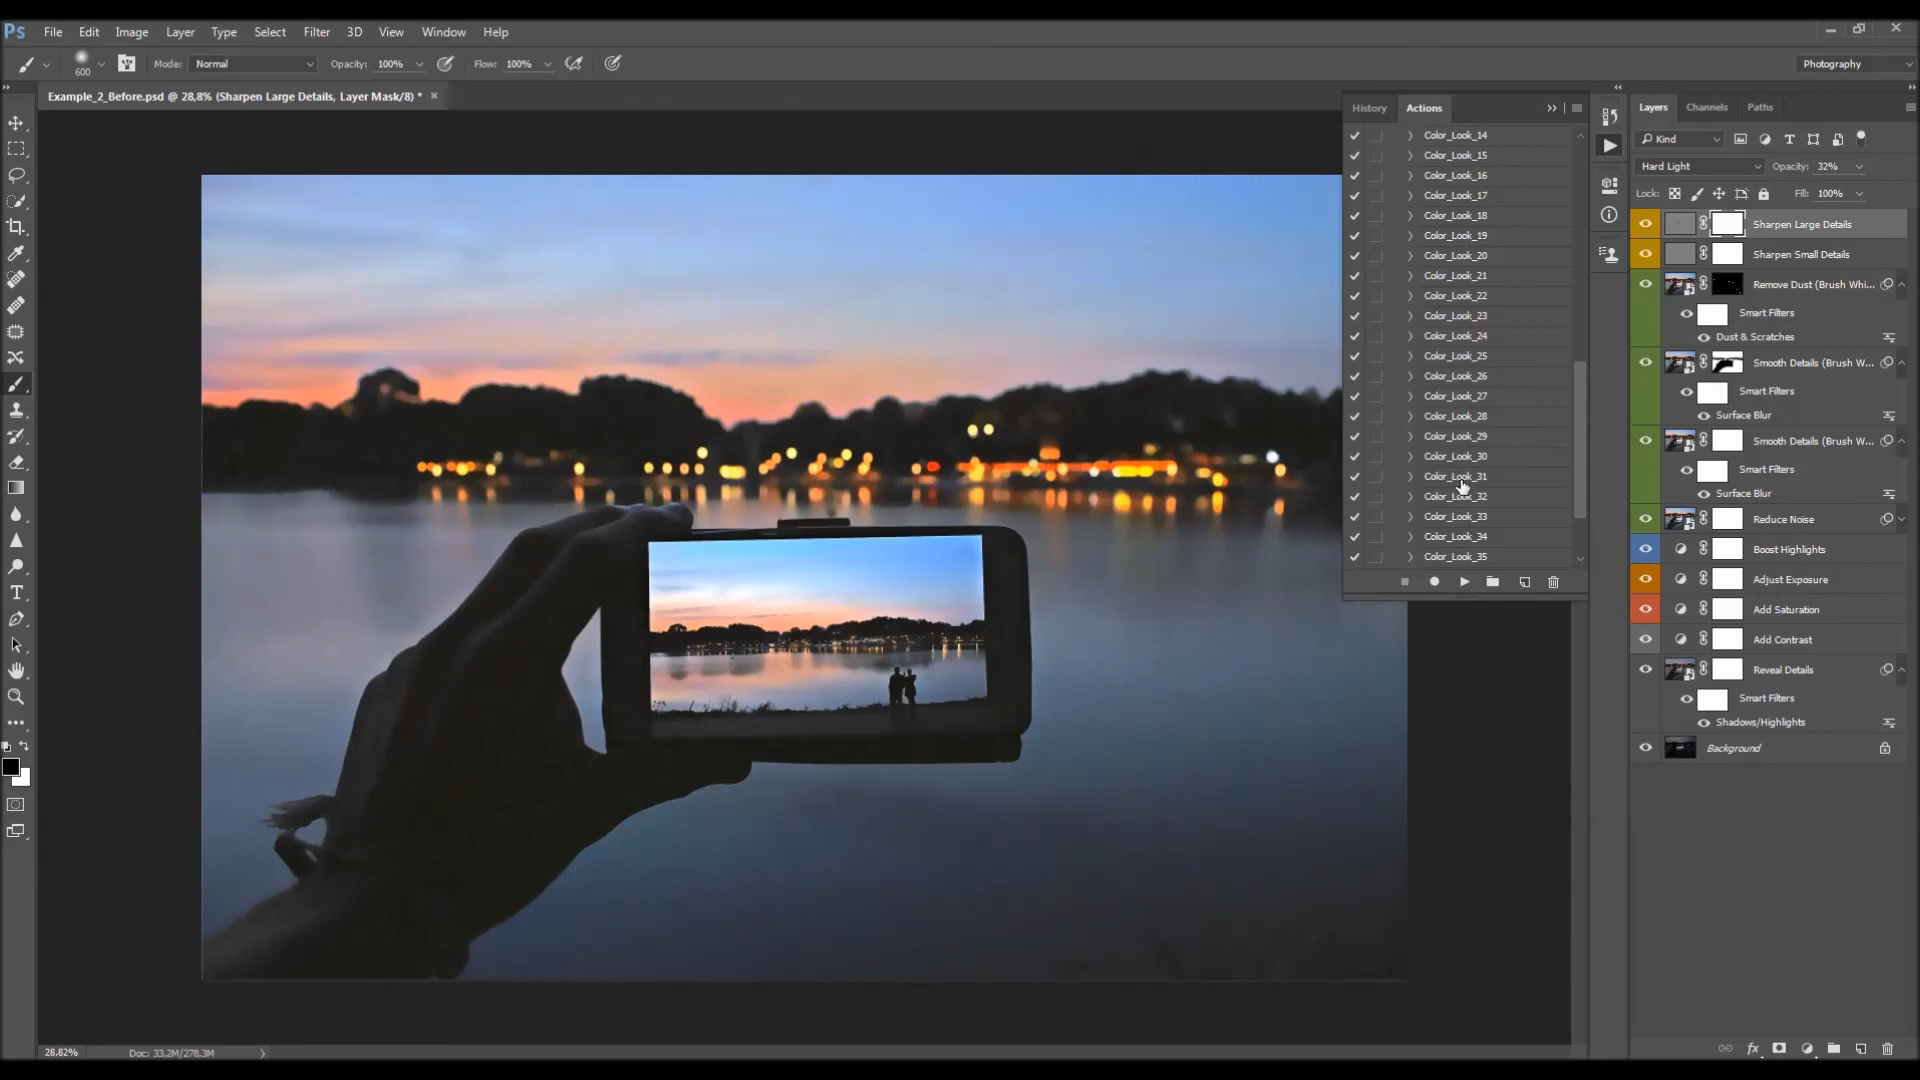 Ps File Edit Image Layer Type Select Filter 3D View Window Help
600 Mode: Normal Opacity: 100% Flow: 100% Photography
Example_2_Before.psd @ 28,8% (Sharpen Large Details, Layer Mask/8) *
History Actions
Color_Look_14
Color_Look_15
Color_Look_16
Color_Look_17
Color_Look_18
Color_Look_19
Color_Look_20
Color_Look_21
Color_Look_22
Color_Look_23
Color_Look_24
Color_Look_25
Color_Look_26
Color_Look_27
Color_Look_28
Color_Look_29
Color_Look_30
Color_Look_31
Color_Look_32
Color_Look_33
Color_Look_34
Color_Look_35
Layers Channels Paths
Kind
Hard Light Opacity: 32%
Lock: Fill: 100%
Sharpen Large Details
Sharpen Small Details
Remove Dust (Brush Whi...
Smart Filters
Dust & Scratches
Smooth Details (Brush W...
Smart Filters
Surface Blur
Smooth Details (Brush W...
Smart Filters
Surface Blur
Reduce Noise
Boost Highlights
Adjust Exposure
Add Saturation
Add Contrast
Reveal Details
Smart Filters
Shadows/Highlights
Background
28,82% Doc: 33,2M/278,3M